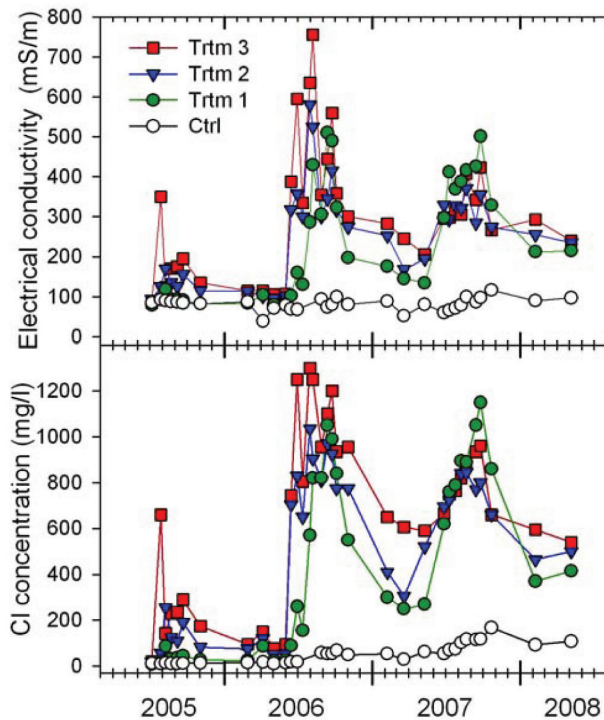 Electrical conductivity (mS/m)
800
700
600
500
400
300
200
100
0
Trtm 3
Trtm 2
Trtm 1
Ctrl
Cl concentration (mg/l)
1200
1000
800
600
400
200
0
2005 2006 2007 2008